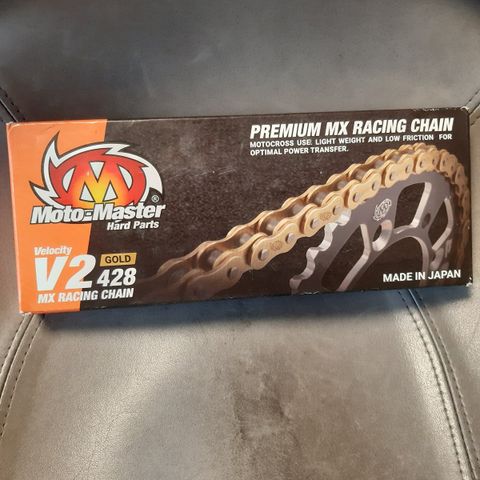 PREMIUM MX RACING CHAIN
MOTOCROSS USE, LIGHT WEIGHT AND LOW FRICTION FOR
OPTIMAL POWER TRANSFER.
Moto-Master®
Hard Parts
Velocity
V2 GOLD 428
MX RACING CHAIN
MADE IN JAPAN